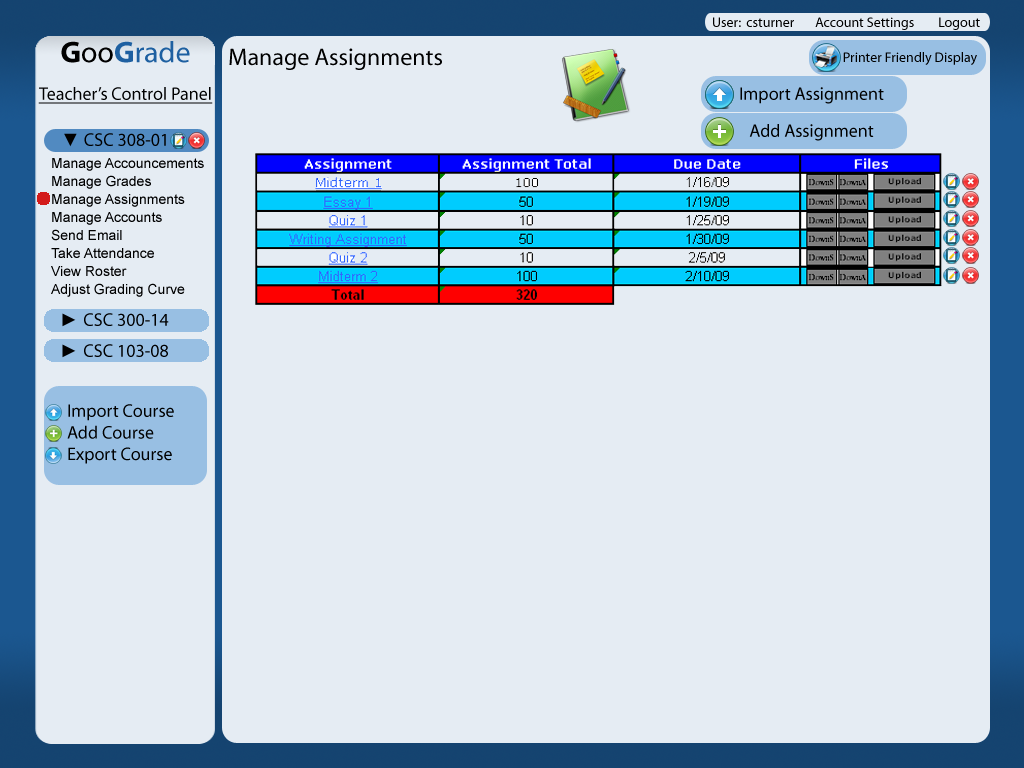 User: csturner Account Settings Logout
GooGrade
Teacher's Control Panel
CSC 308-01
Manage Accouncements
Manage Grades
Manage Assignments
Manage Accounts
Send Email
Take Attendance
View Roster
Adjust Grading Curve
CSC 300-14
CSC 103-08
Import Course
Add Course
Export Course
Manage Assignments
Printer Friendly Display
Import Assignment
Add Assignment
Assignment Assignment Total Due Date Files
Midterm 1 100 1/16/09 DownS DownA Upload
Essay 1 50 1/19/09 DownS DownA Upload
Quiz 1 10 1/25/09 DownS DownA Upload
Writing Assignment 50 1/30/09 DownS DownA Upload
Quiz 2 10 2/5/09 DownS DownA Upload
Midterm 2 100 2/10/09 DownS DownA Upload
Total 320